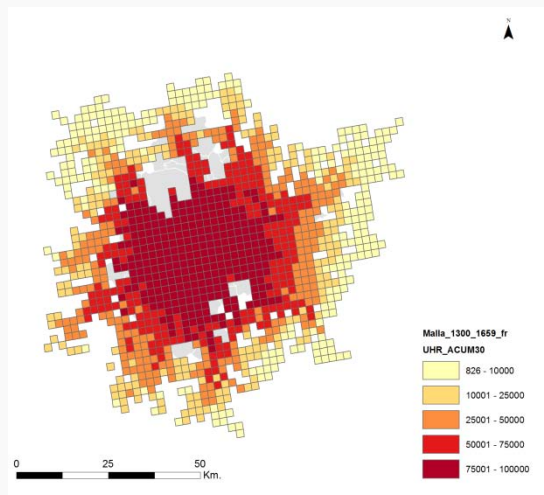 N
Malla_1300_1659_fr
UHR_ACUM30
826 - 10000
10001 - 25000
25001 - 50000
50001 - 75000
75001 - 100000
0 25 50
Km.